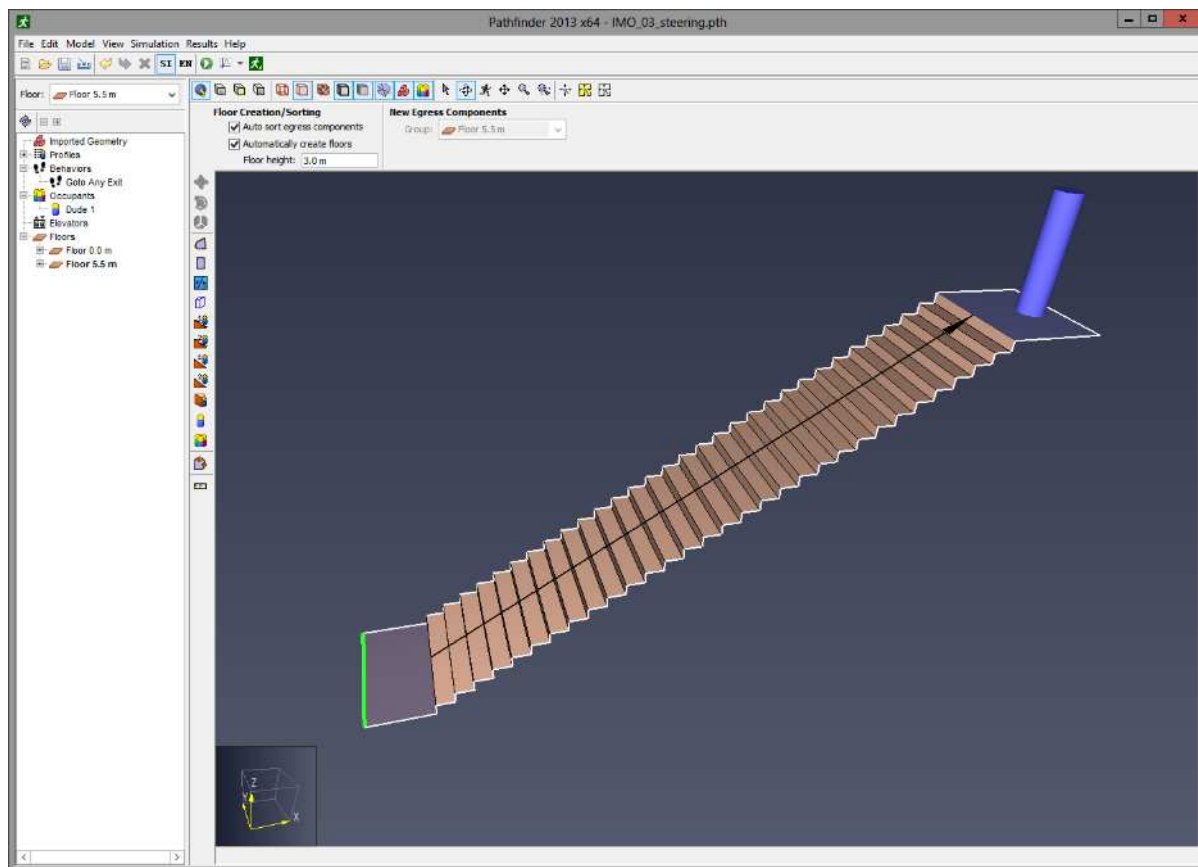 Pathfinder 2013 x64 - IMO_03_steering.pth
File Edit Model View Simulation Results Help
SI EN
Floor: Floor 5.5 m
Floor Creation/Sorting
Auto sort egress components
Automatically create floors
Floor height: 3.0 m
New Egress Components
Group: Floor 5.5 m
Imported Geometry
Profiles
Behaviors
Goto Any Exit
Occupants
Dude 1
Elevators
Floors
Floor 0.0 m
Floor 5.5 m
Z
Y
X